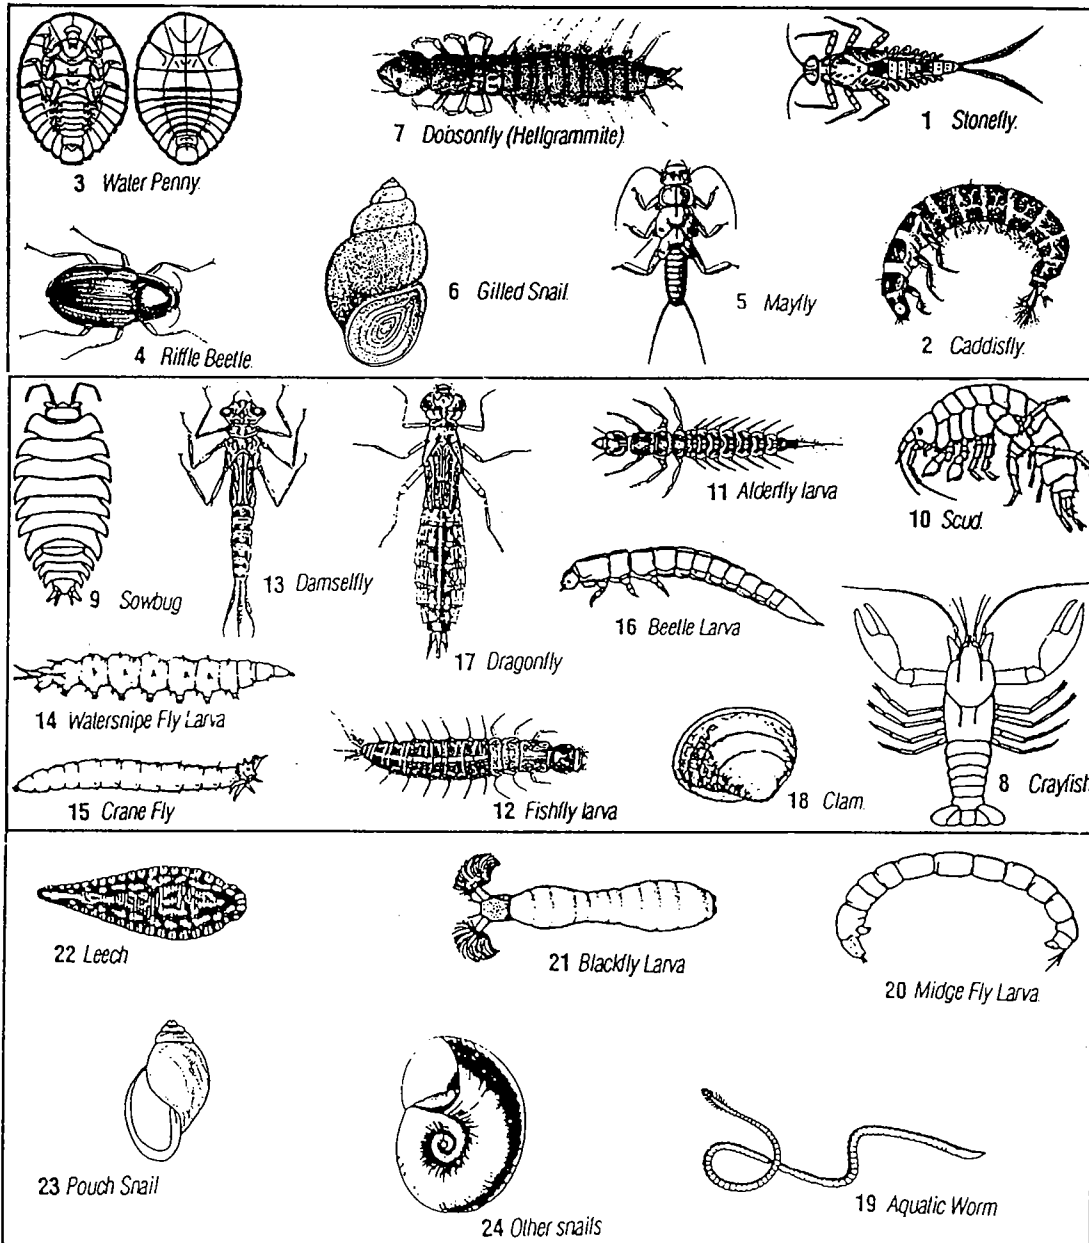 7 Dobsonfly (Hellgrammite).
1 Stonefly.
3 Water Penny.
6 Gilled Snail.
5 Mayfly
4 Riffle Beetle.
2 Caddisfly.
11 Alderfly larva
10 Scud.
13 Damselfly
9 Sowbug
16 Beetle Larva
17 Dragonfly
14 Watersnipe Fly Larva
15 Crane Fly
12 Fishfly larva
18 Clam.
8 Crayfish
22 Leech
21 Blackfly Larva
20 Midge Fly Larva.
23 Pouch Snail
24 Other snails
19 Aquatic Worm